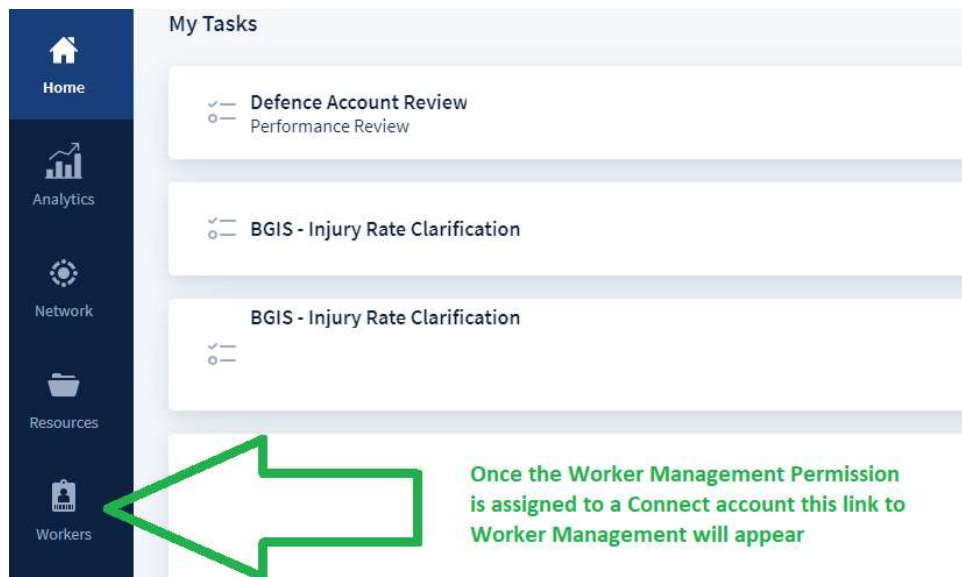 My Tasks
Home
Analytics
Network
Resources
Workers
Defence Account Review
Performance Review
BGIS - Injury Rate Clarification
BGIS - Injury Rate Clarification
Once the Worker Management Permission
is assigned to a Connect account this link to
Worker Management will appear